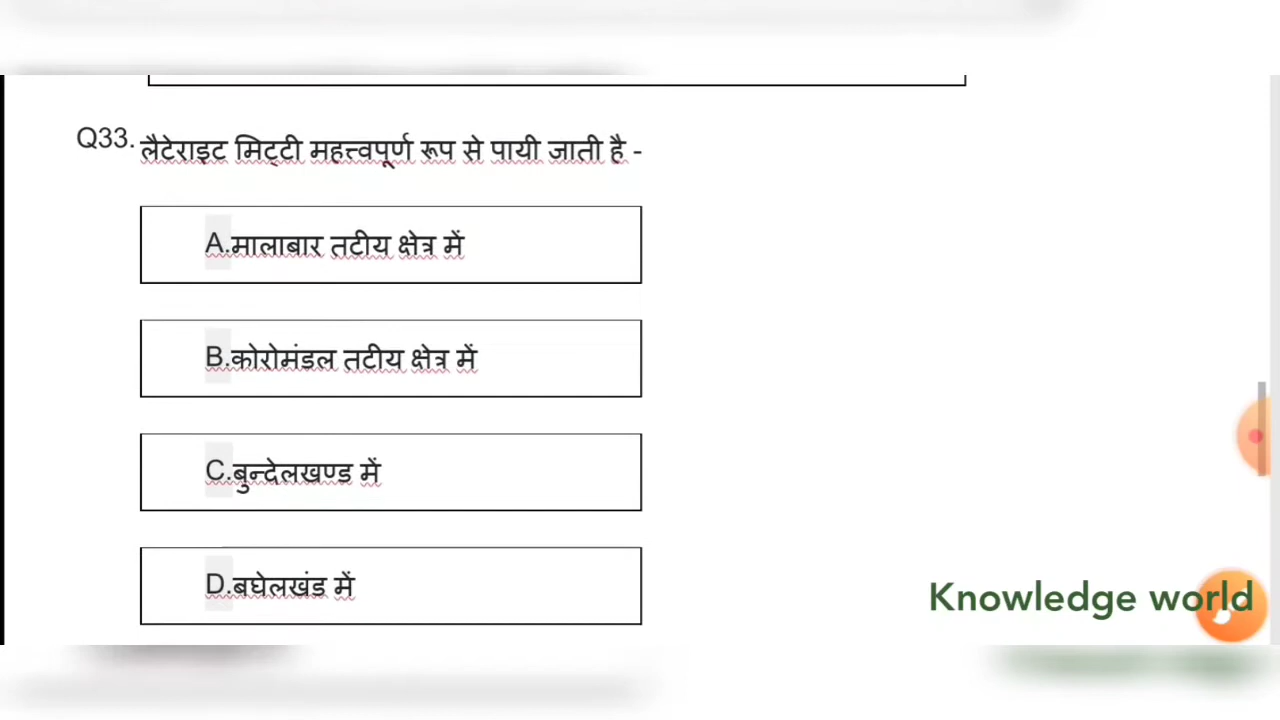 Q33. लैटेराइट मिट्टी महत्त्वपूर्ण रूप से पायी जाती है -
A.मालाबार तटीय क्षेत्र में
B.कोरोमंडल तटीय क्षेत्र में
C.बुन्देलखण्ड में
D.बघेलखंड में
Knowledge world